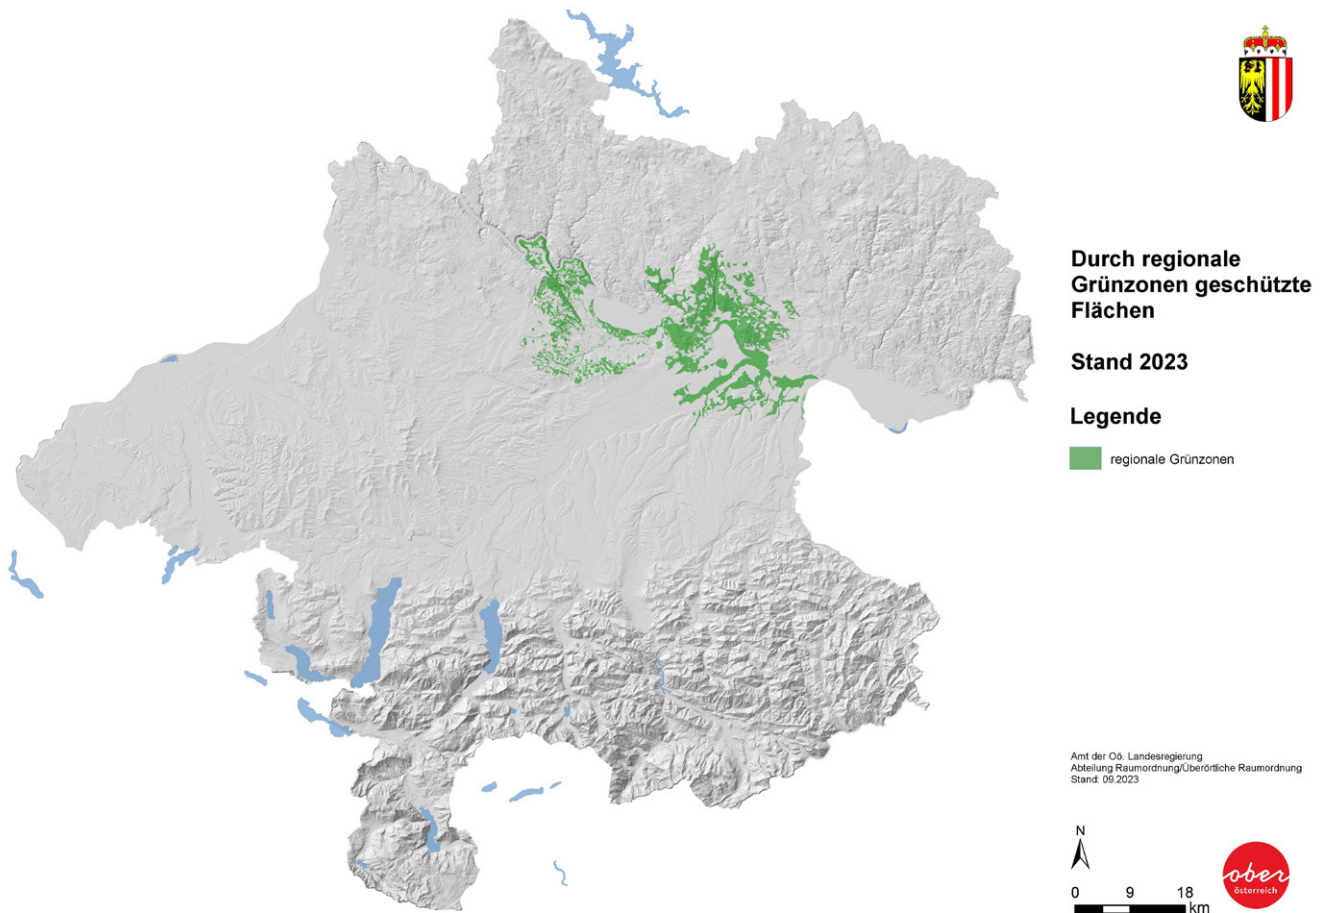 Durch regionale
Grünzonen geschützte
Flächen
Stand 2023
Legende
regionale Grünzonen
Amt der Oö. Landesregierung
Abteilung Raumordnung/Überörtliche Raumordnung
Stand: 09.2023
N
0 9 18
km
ober
österreich